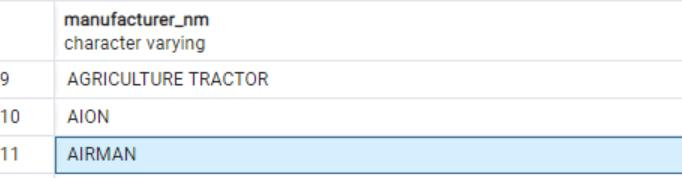 manufacturer_nm
character varying
9 AGRICULTURE TRACTOR
10 AION
11 AIRMAN